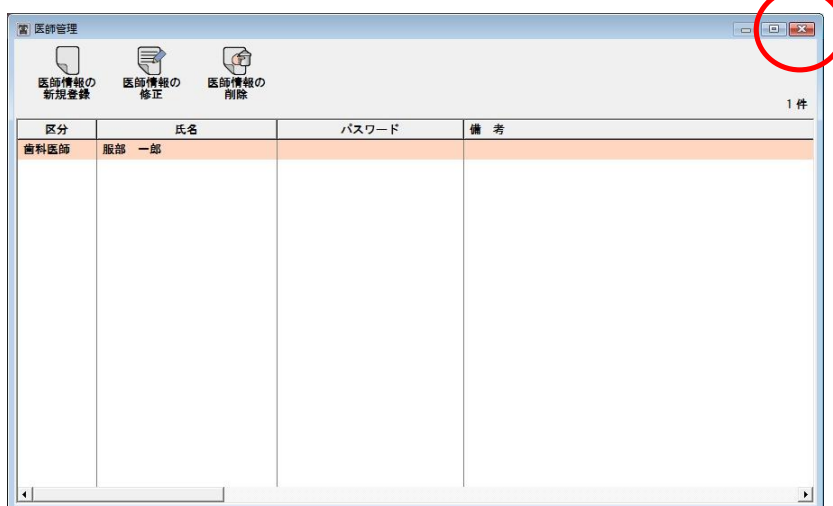 医師管理
医師情報の
新規登録
医師情報の
修正
医師情報の
削除
1 件
区分 氏名 パスワード 備 考
歯科医師 服部 一郎